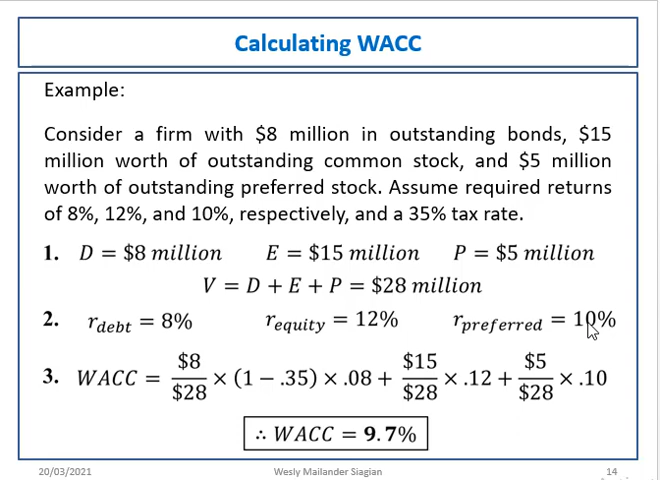 Calculating WACC
Example:
Consider a firm with $8 million in outstanding bonds, $15
million worth of outstanding common stock, and $5 million
worth of outstanding preferred stock. Assume required returns
of 8%, 12%, and 10%, respectively, and a 35% tax rate.
1. D = $8 million E = $15 million P = $5 million
V = D + E + P = $28 million
2. r_debt = 8% r_equity = 12% r_preferred = 10%
3. WACC = $8/$28 × (1 − .35) × .08 + $15/$28 × .12 + $5/$28 × .10
∴ WACC = 9.7%
20/03/2021 Wesly Mailander Siagian 14